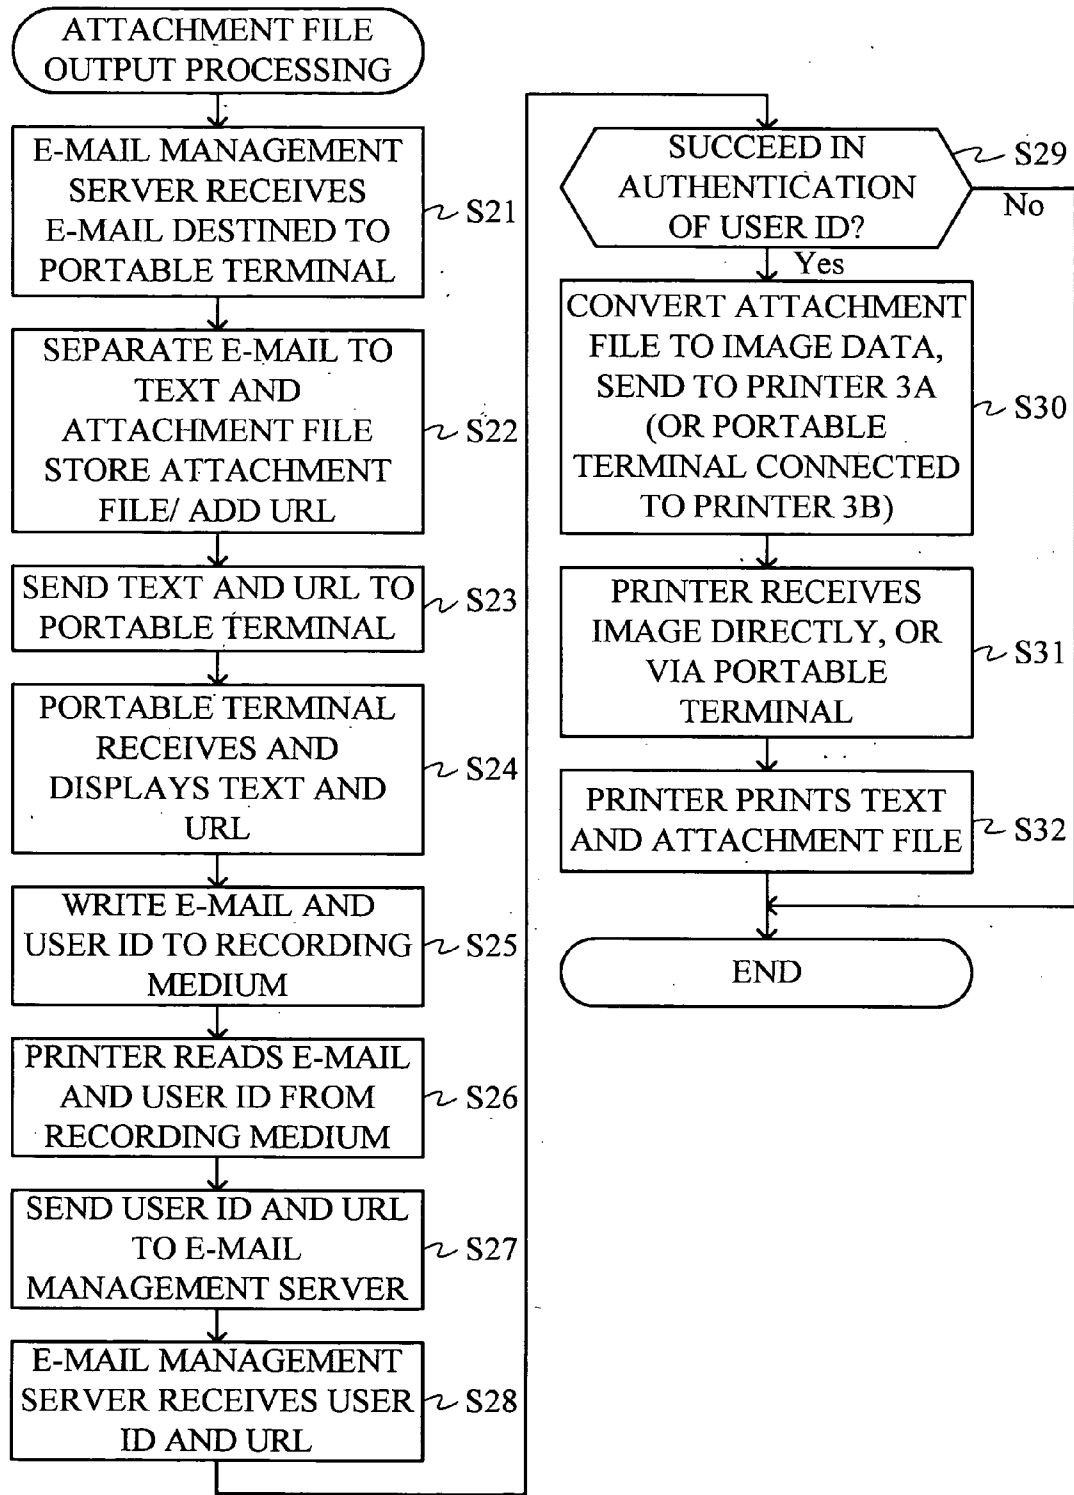 ATTACHMENT FILE
OUTPUT PROCESSING
E-MAIL MANAGEMENT
SERVER RECEIVES
E-MAIL DESTINED TO
PORTABLE TERMINAL
S21
SEPARATE E-MAIL TO
TEXT AND
ATTACHMENT FILE
STORE ATTACHMENT
FILE/ ADD URL
S22
SEND TEXT AND URL TO
PORTABLE TERMINAL
S23
PORTABLE TERMINAL
RECEIVES AND
DISPLAYS TEXT AND
URL
S24
WRITE E-MAIL AND
USER ID TO RECORDING
MEDIUM
S25
PRINTER READS E-MAIL
AND USER ID FROM
RECORDING MEDIUM
S26
SEND USER ID AND URL
TO E-MAIL
MANAGEMENT SERVER
S27
E-MAIL MANAGEMENT
SERVER RECEIVES USER
ID AND URL
S28
SUCCEED IN
AUTHENTICATION
OF USER ID?
S29
No
Yes
CONVERT ATTACHMENT
FILE TO IMAGE DATA,
SEND TO PRINTER 3A
(OR PORTABLE
TERMINAL CONNECTED
TO PRINTER 3B)
S30
PRINTER RECEIVES
IMAGE DIRECTLY, OR
VIA PORTABLE
TERMINAL
S31
PRINTER PRINTS TEXT
AND ATTACHMENT FILE
S32
END